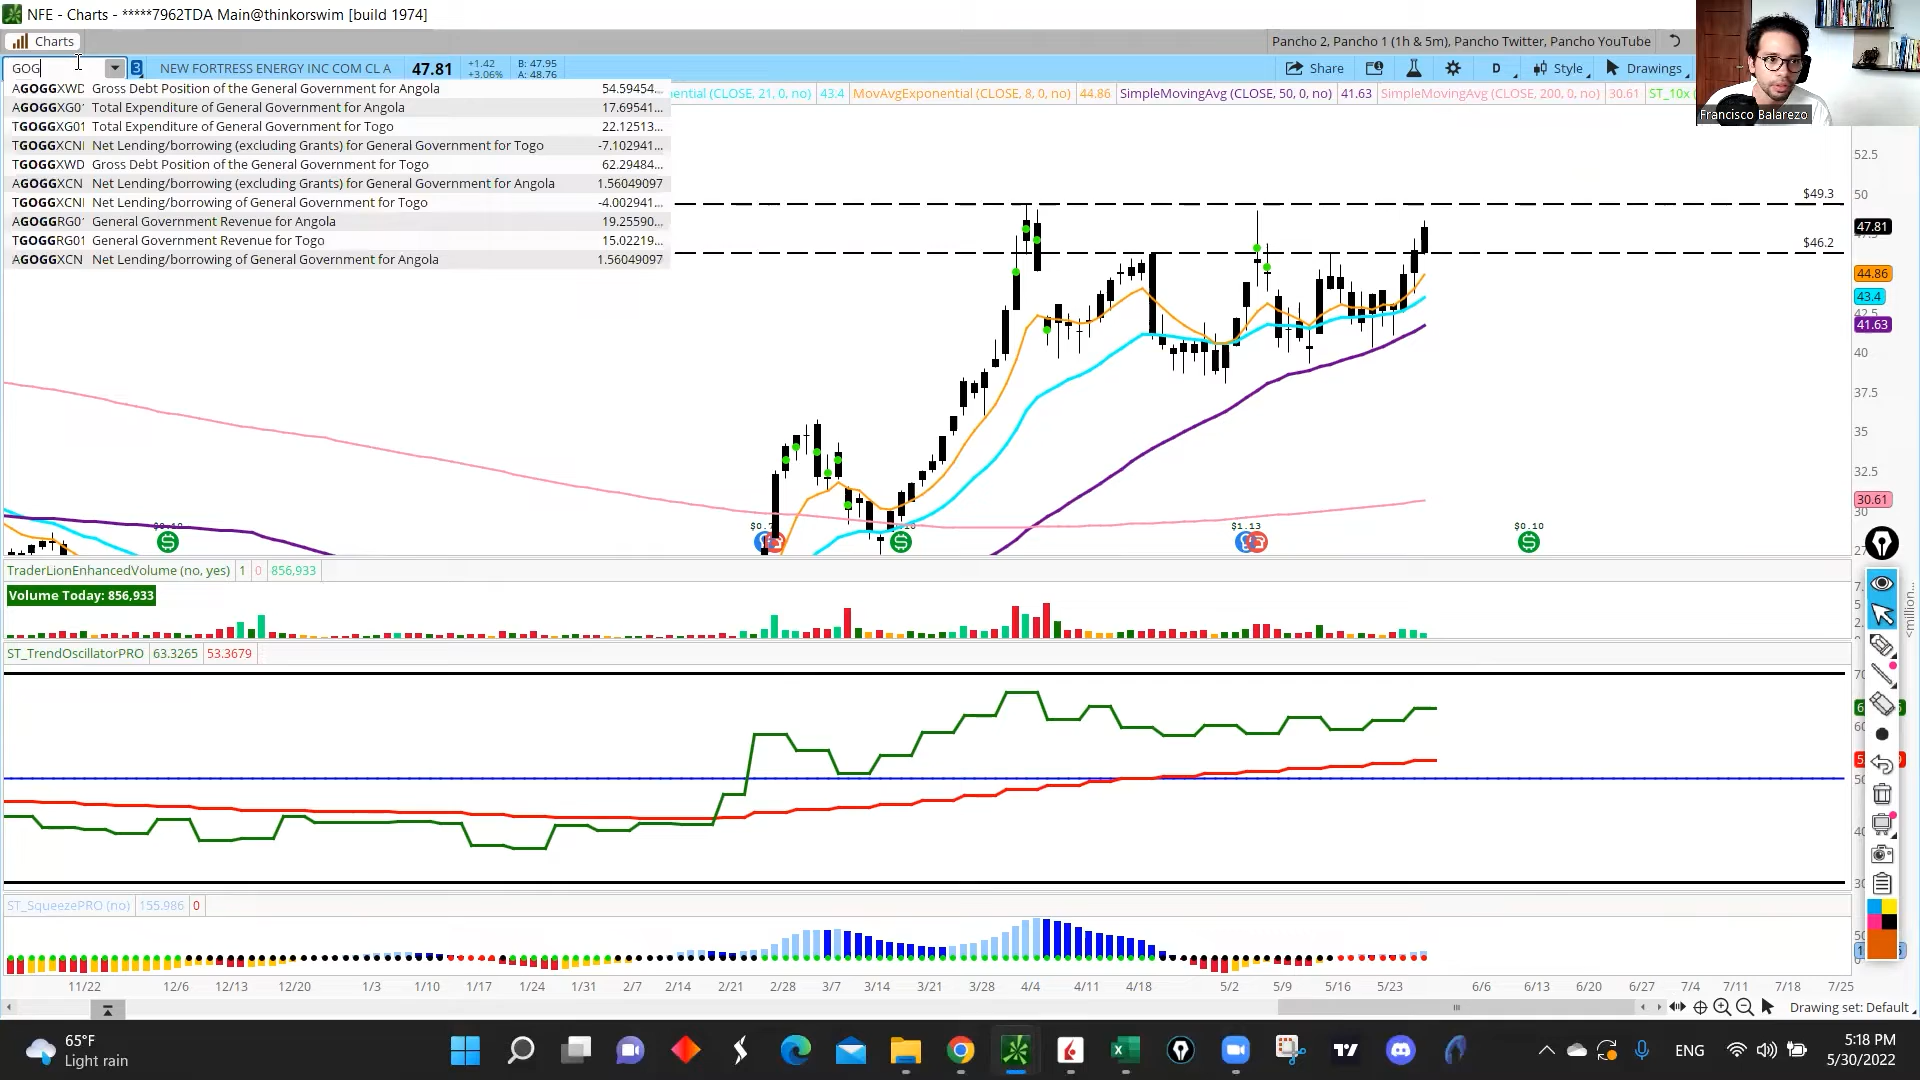 NFE - Charts - *****7962TDA Main@thinkorswim [build 1974]
Charts
Pancho 2, Pancho 1 (1h & 5m), Pancho Twitter, Pancho YouTube
GOG
3
NEW FORTRESS ENERGY INC COM CL A
47.81
+1.42
+3.06%
B: 47.95
A: 48.76
Share
D
Style
Drawings
Francisco Balarezo
AGOGGXWD Gross Debt Position of the General Government for Angola 54.59454...
AGOGGXG01 Total Expenditure of General Government for Angola 17.69541...
TGOGGXG01 Total Expenditure of General Government for Togo 22.12513...
TGOGGXCN Net Lending/borrowing (excluding Grants) for General Government for Togo -7.102941...
TGOGGXWD Gross Debt Position of the General Government for Togo 62.29484...
AGOGGXCN Net Lending/borrowing (excluding Grants) for General Government for Angola 1.56049097
TGOGGXCN Net Lending/borrowing of General Government for Togo -4.002941...
AGOGGRG01 General Government Revenue for Angola 19.25590...
TGOGGRG01 General Government Revenue for Togo 15.02219...
AGOGGXCN Net Lending/borrowing of General Government for Angola 1.56049097
ential (CLOSE, 21, 0, no) 43.4 MovAvgExponential (CLOSE, 8, 0, no) 44.86 SimpleMovingAvg (CLOSE, 50, 0, no) 41.63 SimpleMovingAvg (CLOSE, 200, 0, no) 30.61 ST_10x (
52.5
$49.3
50
47.81
$46.2
44.86
43.4
42.5
41.63
40
37.5
35
32.5
30.61
30
$1.13
$0.10
TraderLionEnhancedVolume (no, yes) 1 0 856,933
Volume Today: 856,933
<million...
ST_TrendOscillatorPRO 63.3265 53.3679
70
60
50
40
30
ST_SqueezePRO (no) 155.986 0
11/22 12/6 12/13 12/20 1/3 1/10 1/17 1/24 1/31 2/7 2/14 2/21 2/28 3/7 3/14 3/21 3/28 4/4 4/11 4/18 5/2 5/9 5/16 5/23 6/6 6/13 6/20 6/27 7/4 7/11 7/18 7/25
Drawing set: Default
65°F
Light rain
ENG
5:18 PM
5/30/2022